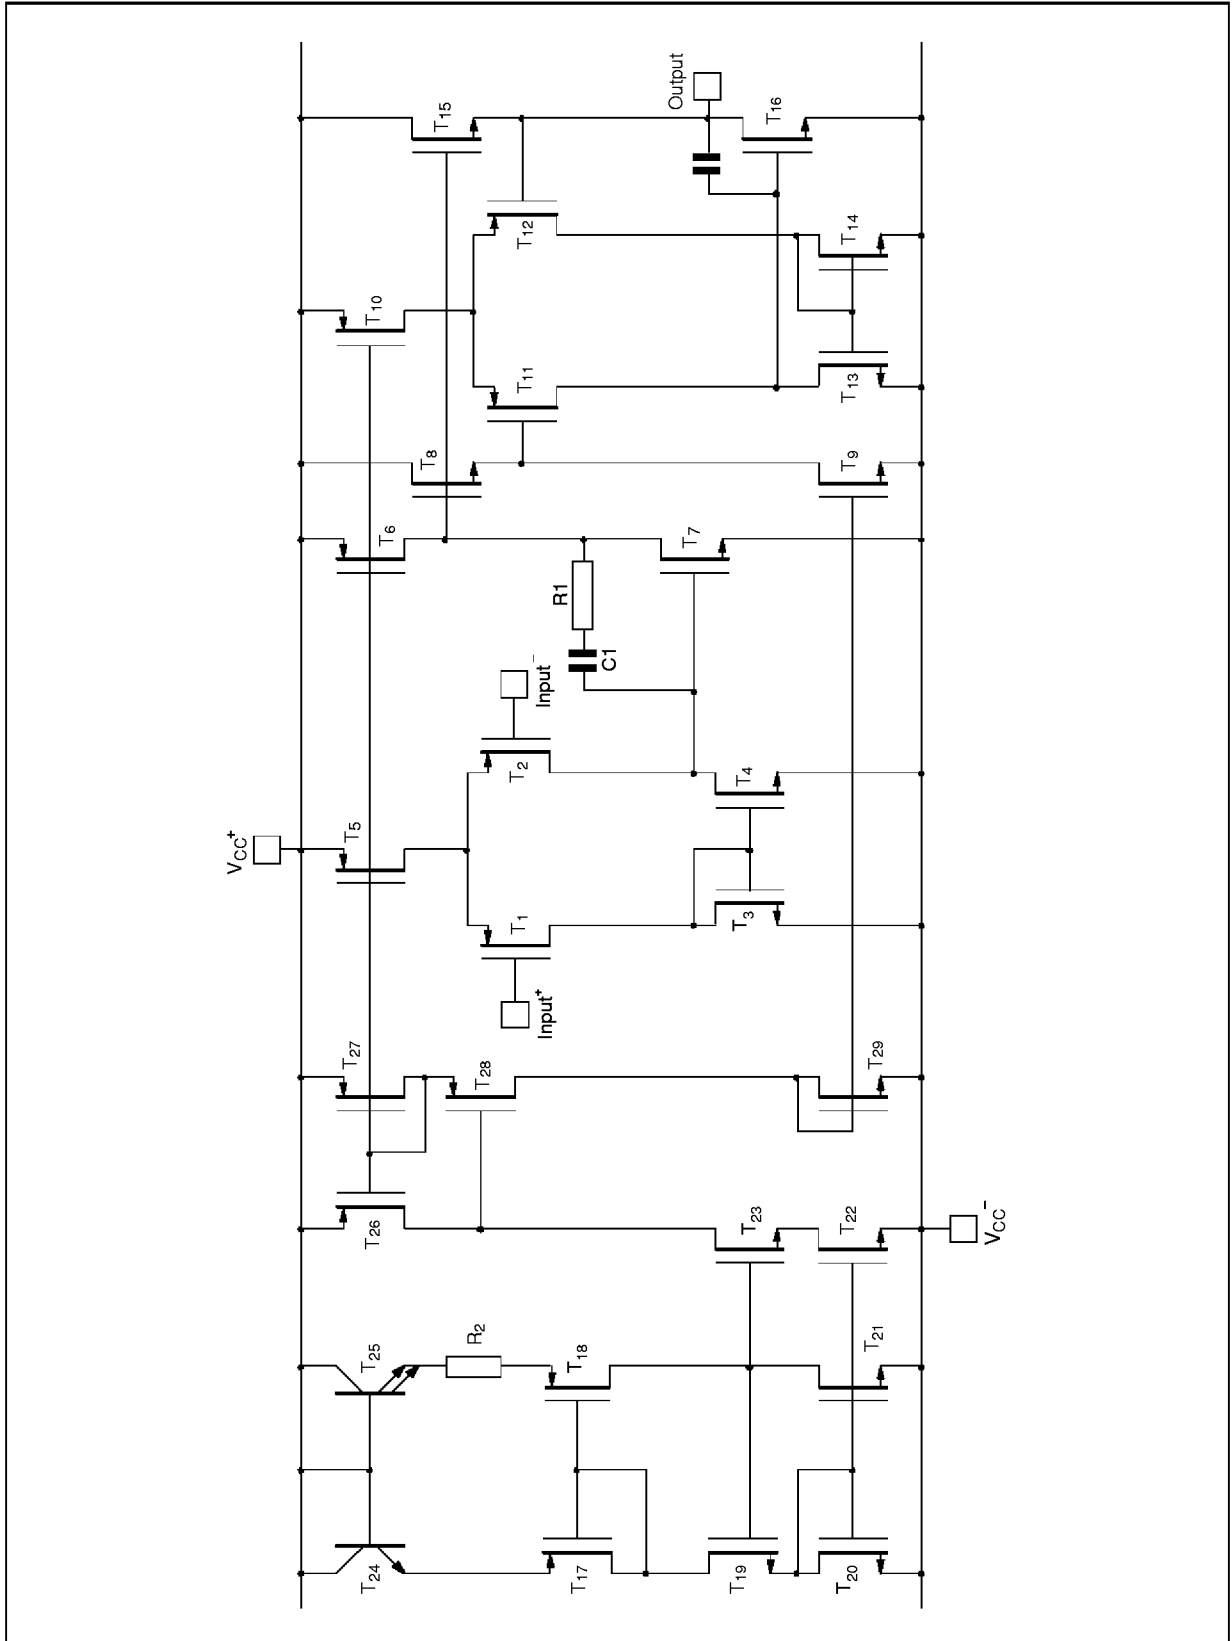 Output
T15
T16
T12
T14
T10
T11
T13
T8
T9
T6
T7
R1
C1
Input-
T2
T4
VCC+
T5
T1
T3
Input+
T27
T28
T29
T26
T23
T22
VCC-
T25
R2
T18
T21
T24
T17
T19
T20